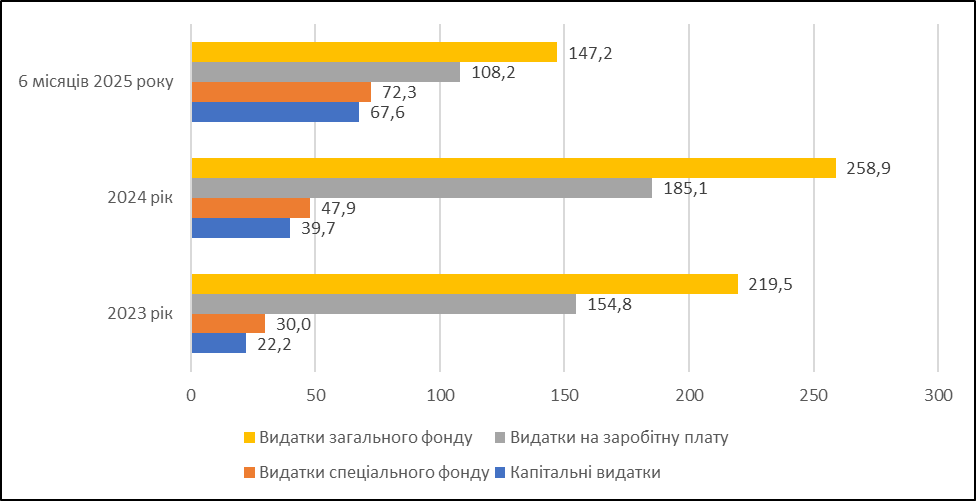 147,2
6 місяців 2025 року
108,2
72,3
67,6
258,9
2024 рік
185,1
47,9
39,7
219,5
2023 рік
154,8
30,0
22,2
0 50 100 150 200 250 300
Видатки загального фонду Видатки на заробітну плату
Видатки спеціального фонду Капітальні видатки